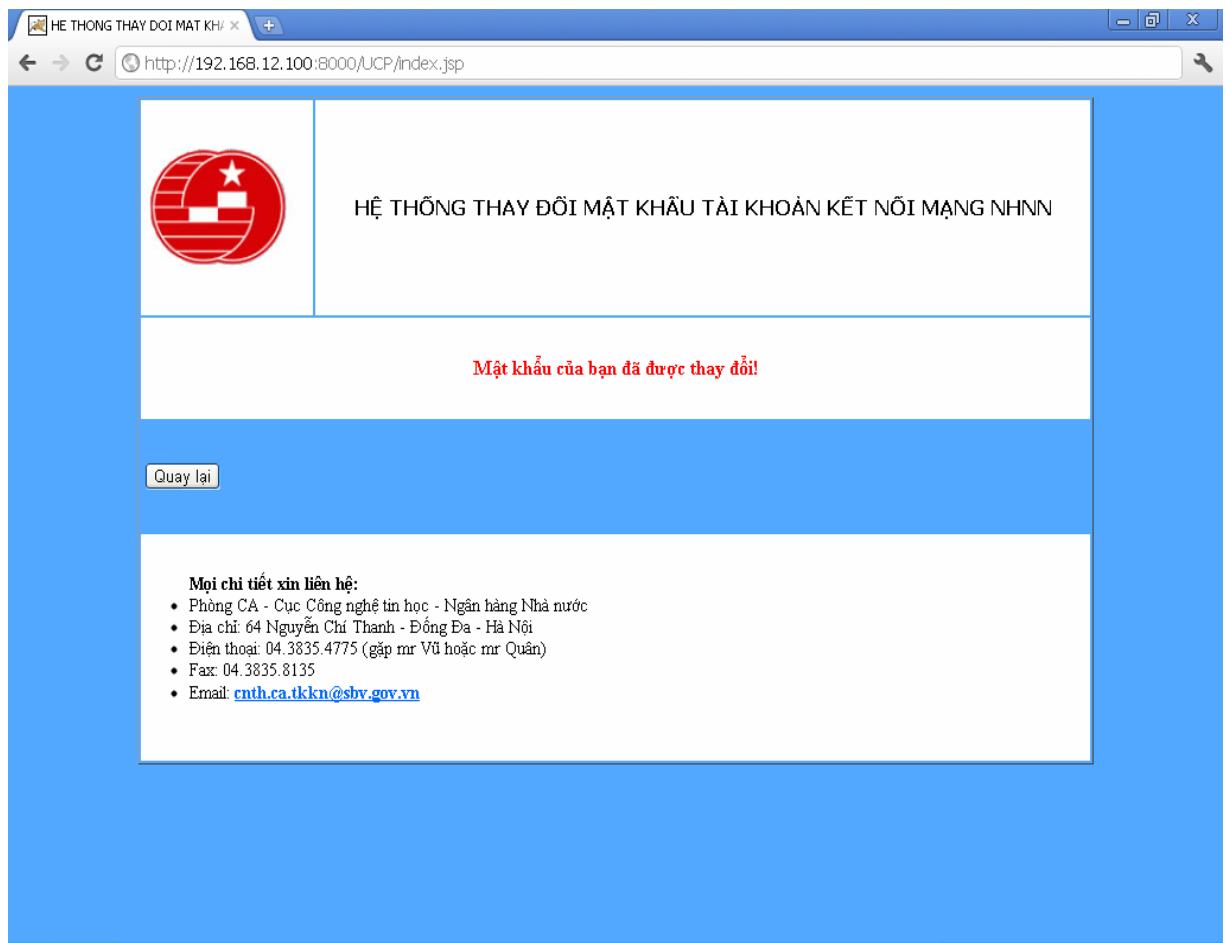 HE THONG THAY DOI MAT KH
http://192.168.12.100:8000/UCP/index.jsp
HỆ THỐNG THAY ĐỔI MẬT KHẨU TÀI KHOẢN KẾT NỐI MẠNG NHNN
Mật khẩu của bạn đã được thay đổi!
Quay lại
Mọi chi tiết xin liên hệ:
Phòng CA - Cục Công nghệ tin học - Ngân hàng Nhà nước
Địa chỉ: 64 Nguyễn Chí Thanh - Đống Đa - Hà Nội
Điện thoại: 04.3835.4775 (gặp mr Vũ hoặc mr Quân)
Fax: 04.3835.8135
Email: cnth.ca.tkkn@sbv.gov.vn